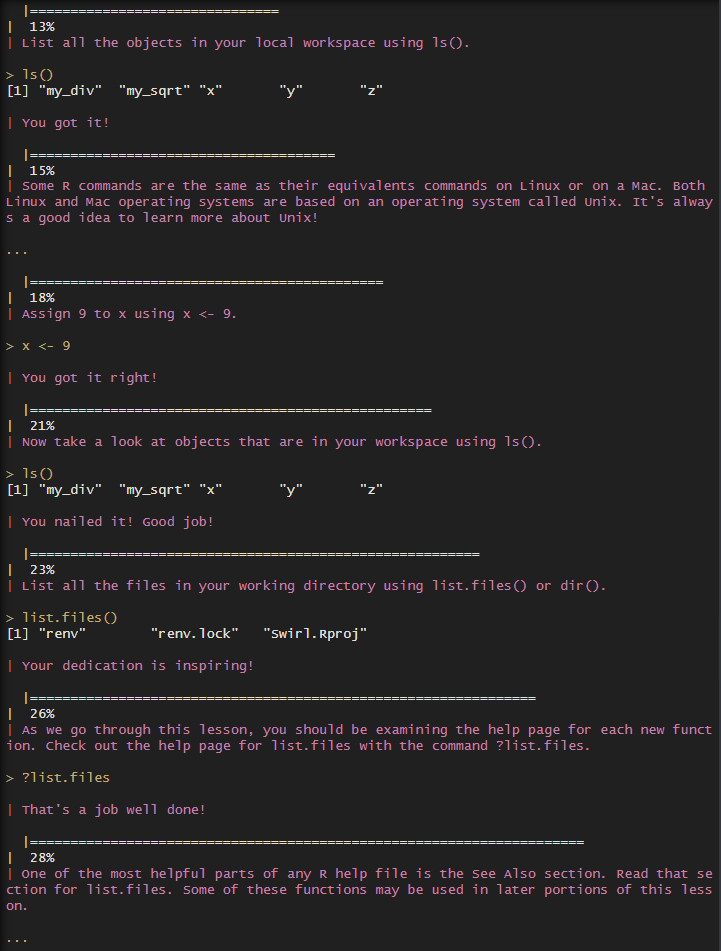 |===============================
|  13%
| List all the objects in your local workspace using ls().
> ls()
[1] "my_div"  "my_sqrt" "x"       "y"       "z"
| You got it!
  |======================================
|  15%
| Some R commands are the same as their equivalents commands on Linux or on a Mac. Both
Linux and Mac operating systems are based on an operating system called Unix. It's alway
s a good idea to learn more about Unix!
...
  |============================================
|  18%
| Assign 9 to x using x <- 9.
> x <- 9
| You got it right!
  |==================================================
|  21%
| Now take a look at objects that are in your workspace using ls().
> ls()
[1] "my_div"  "my_sqrt" "x"       "y"       "z"
| You nailed it! Good job!
  |========================================================
|  23%
| List all the files in your working directory using list.files() or dir().
> list.files()
[1] "renv"        "renv.lock"   "Swirl.Rproj"
| Your dedication is inspiring!
  |===============================================================
|  26%
| As we go through this lesson, you should be examining the help page for each new funct
ion. Check out the help page for list.files with the command ?list.files.
> ?list.files
| That's a job well done!
  |=====================================================================
|  28%
| One of the most helpful parts of any R help file is the See Also section. Read that se
ction for list.files. Some of these functions may be used in later portions of this less
on.
...